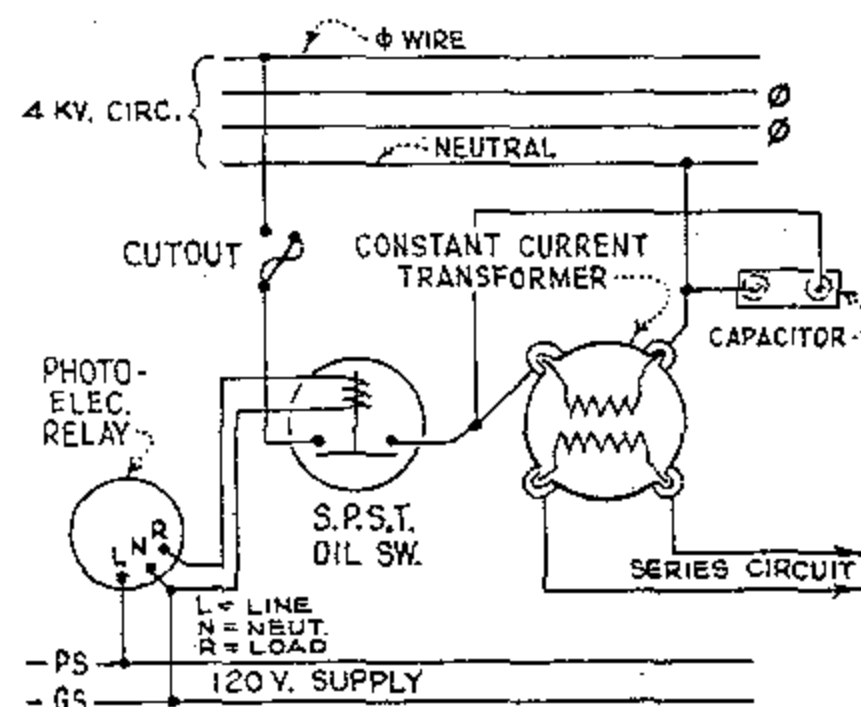 ϕ WIRE
4 KV. CIRC.
Ø
Ø
NEUTRAL
CUTOUT
CONSTANT CURRENT
TRANSFORMER
CAPACITOR
PHOTO-
ELEC.
RELAY
L
N
R
S.P.S.T.
OIL SW.
SERIES CIRCUIT
L = LINE
N = NEUT.
R = LOAD
PS
120 V. SUPPLY
GS